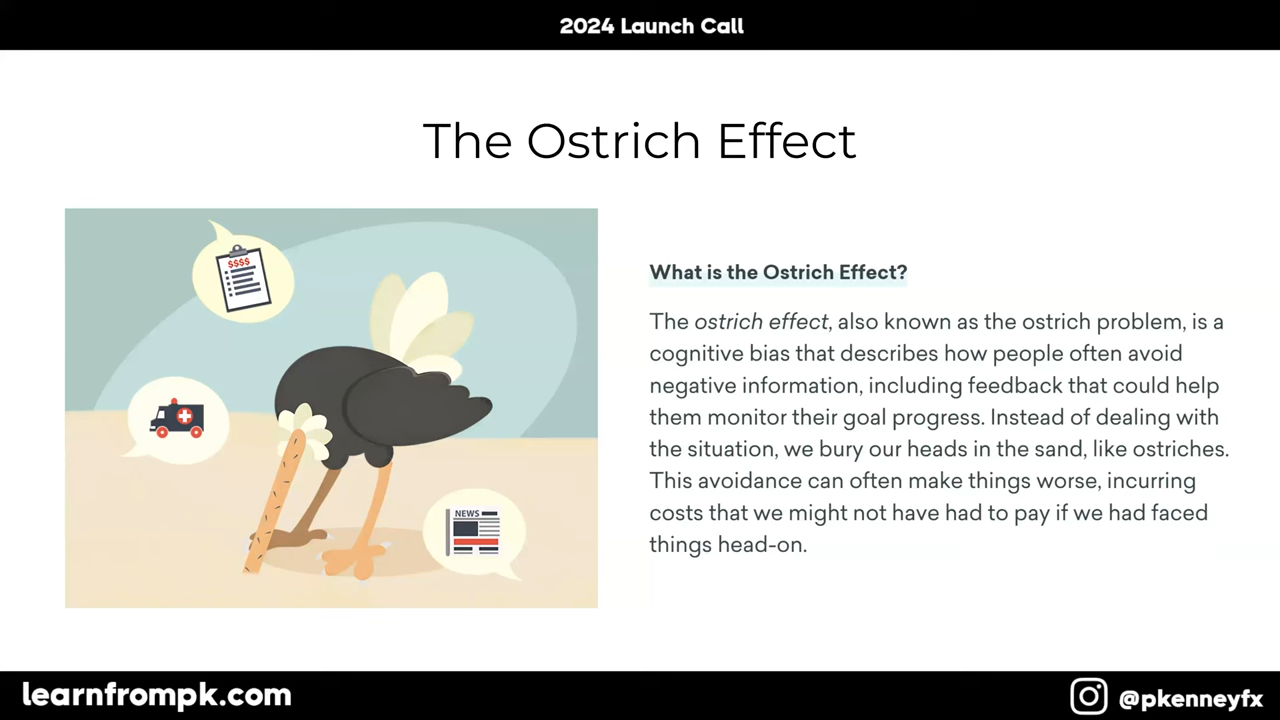 2024 Launch Call
The Ostrich Effect
$$$$
NEWS
What is the Ostrich Effect?
The ostrich effect, also known as the ostrich problem, is a
cognitive bias that describes how people often avoid
negative information, including feedback that could help
them monitor their goal progress. Instead of dealing with
the situation, we bury our heads in the sand, like ostriches.
This avoidance can often make things worse, incurring
costs that we might not have had to pay if we had faced
things head-on.
learnfrompk.com
@pkenneyfx